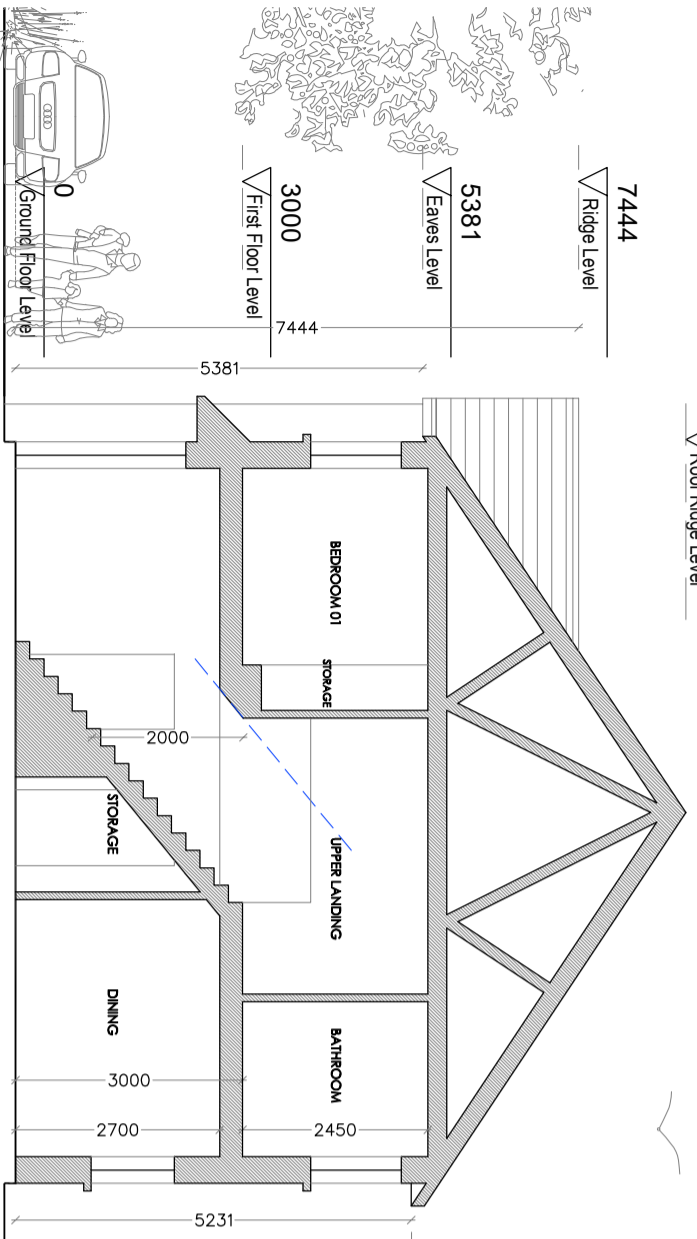 7444
Ridge Level
5381
Eaves Level
3000
First Floor Level
0
Ground Floor Level
7444
5381
Roof Ridge Level
BEDROOM 01
STORAGE
2000
STORAGE
UPPER LANDING
DINING
BATHROOM
3000
2700
2450
5231